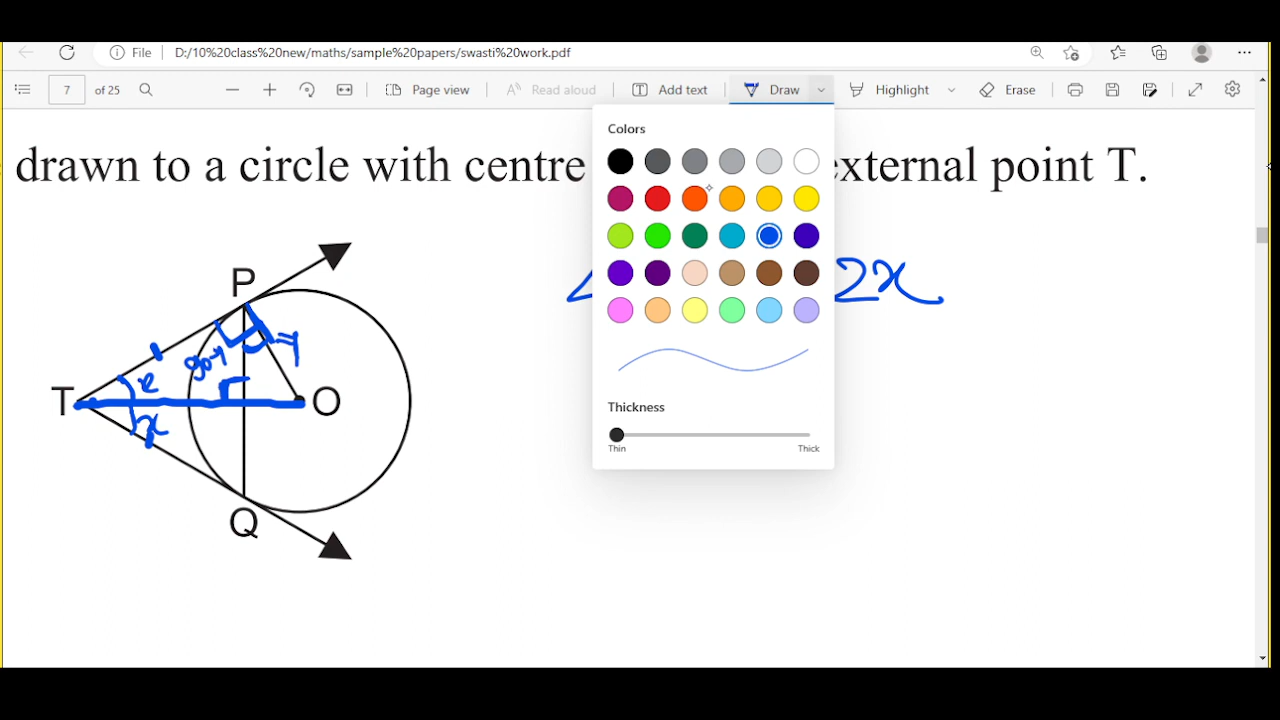 File D:/10%20class%20new/maths/sample%20papers/swasti%20work.pdf
7 of 25 Page view Read aloud Add text Draw Highlight Erase
Colors
drawn to a circle with centre external point T.
P
2x
y
90-y
x
T O
x
Thickness
Thin Thick
Q